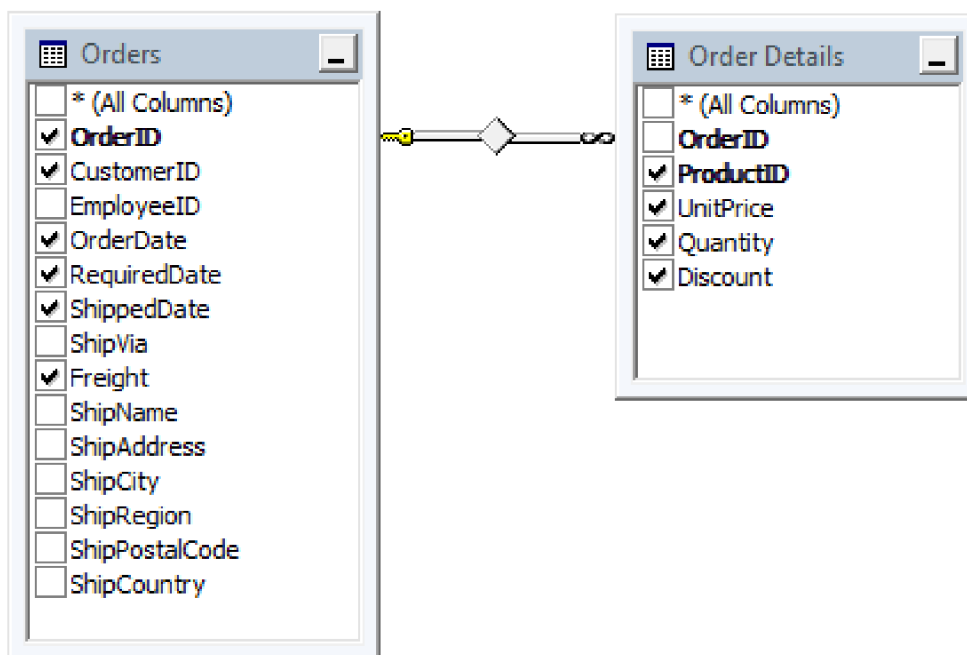 Orders
* (All Columns)
OrderID
CustomerID
EmployeeID
OrderDate
RequiredDate
ShippedDate
ShipVia
Freight
ShipName
ShipAddress
ShipCity
ShipRegion
ShipPostalCode
ShipCountry
Order Details
* (All Columns)
OrderID
ProductID
UnitPrice
Quantity
Discount